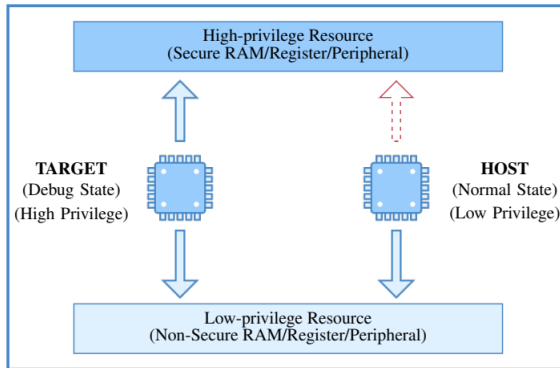 High-privilege Resource
(Secure RAM/Register/Peripheral)
TARGET
(Debug State)
(High Privilege)
HOST
(Normal State)
(Low Privilege)
Low-privilege Resource
(Non-Secure RAM/Register/Peripheral)